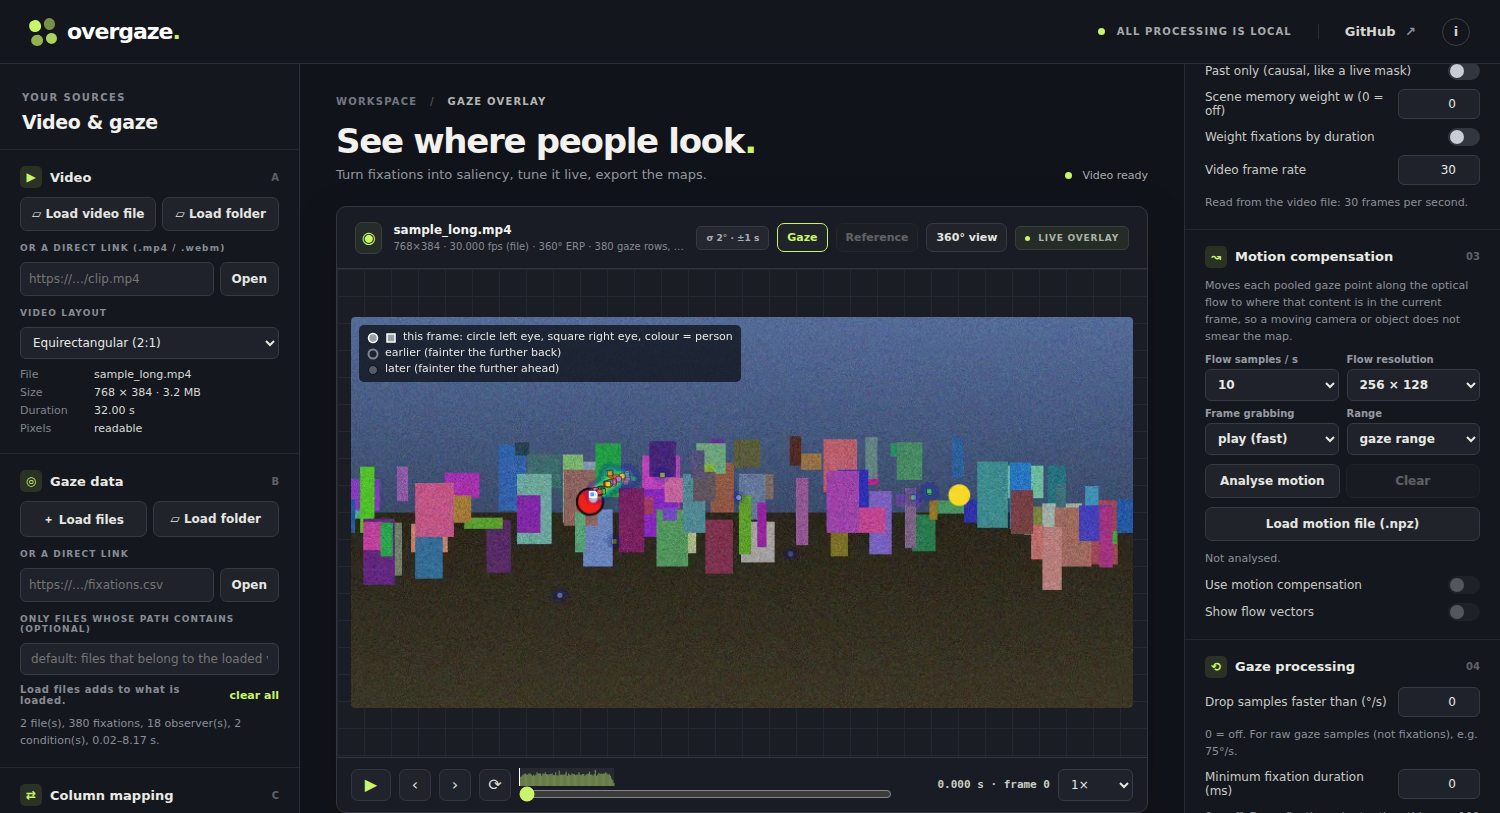 overgaze.
ALL PROCESSING IS LOCAL
GitHub ↗
i
YOUR SOURCES
Video & gaze
Video
A
Load video file
Load folder
OR A DIRECT LINK (.mp4 / .webm)
https://.../clip.mp4
Open
VIDEO LAYOUT
Equirectangular (2:1)
File sample_long.mp4
Size 768 × 384 · 3.2 MB
Duration 32.00 s
Pixels readable
Gaze data
B
+ Load files
Load folder
OR A DIRECT LINK
https://.../fixations.csv
Open
ONLY FILES WHOSE PATH CONTAINS
(OPTIONAL)
default: files that belong to the loaded
Load files adds to what is
loaded.
clear all
2 file(s), 380 fixations, 18 observer(s), 2
condition(s), 0.02–8.17 s.
Column mapping
C
WORKSPACE / GAZE OVERLAY
See where people look.
Turn fixations into saliency, tune it live, export the maps.
Video ready
sample_long.mp4
768×384 · 30.000 fps (file) · 360° ERP · 380 gaze rows, ...
σ 2° · ±1 s
Gaze
Reference
360° view
LIVE OVERLAY
this frame: circle left eye, square right eye, colour = person
earlier (fainter the further back)
later (fainter the further ahead)
0.000 s · frame 0
1×
Past only (causal, like a live mask)
Scene memory weight w (0 =
off)
0
Weight fixations by duration
Video frame rate
30
Read from the video file: 30 frames per second.
Motion compensation
03
Moves each pooled gaze point along the optical
flow to where that content is in the current
frame, so a moving camera or object does not
smear the map.
Flow samples / s
Flow resolution
10
256 × 128
Frame grabbing
Range
play (fast)
gaze range
Analyse motion
Clear
Load motion file (.npz)
Not analysed.
Use motion compensation
Show flow vectors
Gaze processing
04
Drop samples faster than (°/s)
0
0 = off. For raw gaze samples (not fixations), e.g.
75°/s.
Minimum fixation duration
(ms)
0